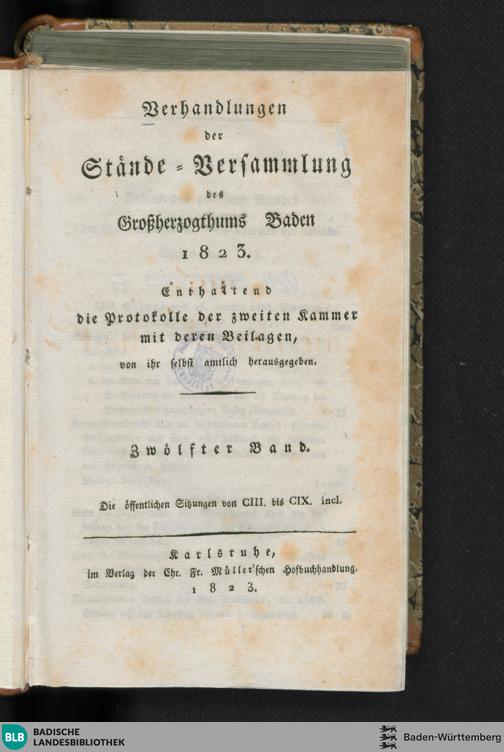 Verhandlungen
der
Stände-Versammlung
des
Großherzogthums Baden
1823.
Enthaltend
die Protokolle der zweiten Kammer
mit deren Beilagen,
von ihr selbst amtlich herausgegeben.
Zwölfter Band.
Die öffentlichen Sitzungen von CIII. bis CIX. incl.
Karlsruhe,
im Verlag der Chr. Fr. Müller'schen Hofbuchhandlung.
1823.
BLB BADISCHE
LANDESBIBLIOTHEK
Baden-Württemberg